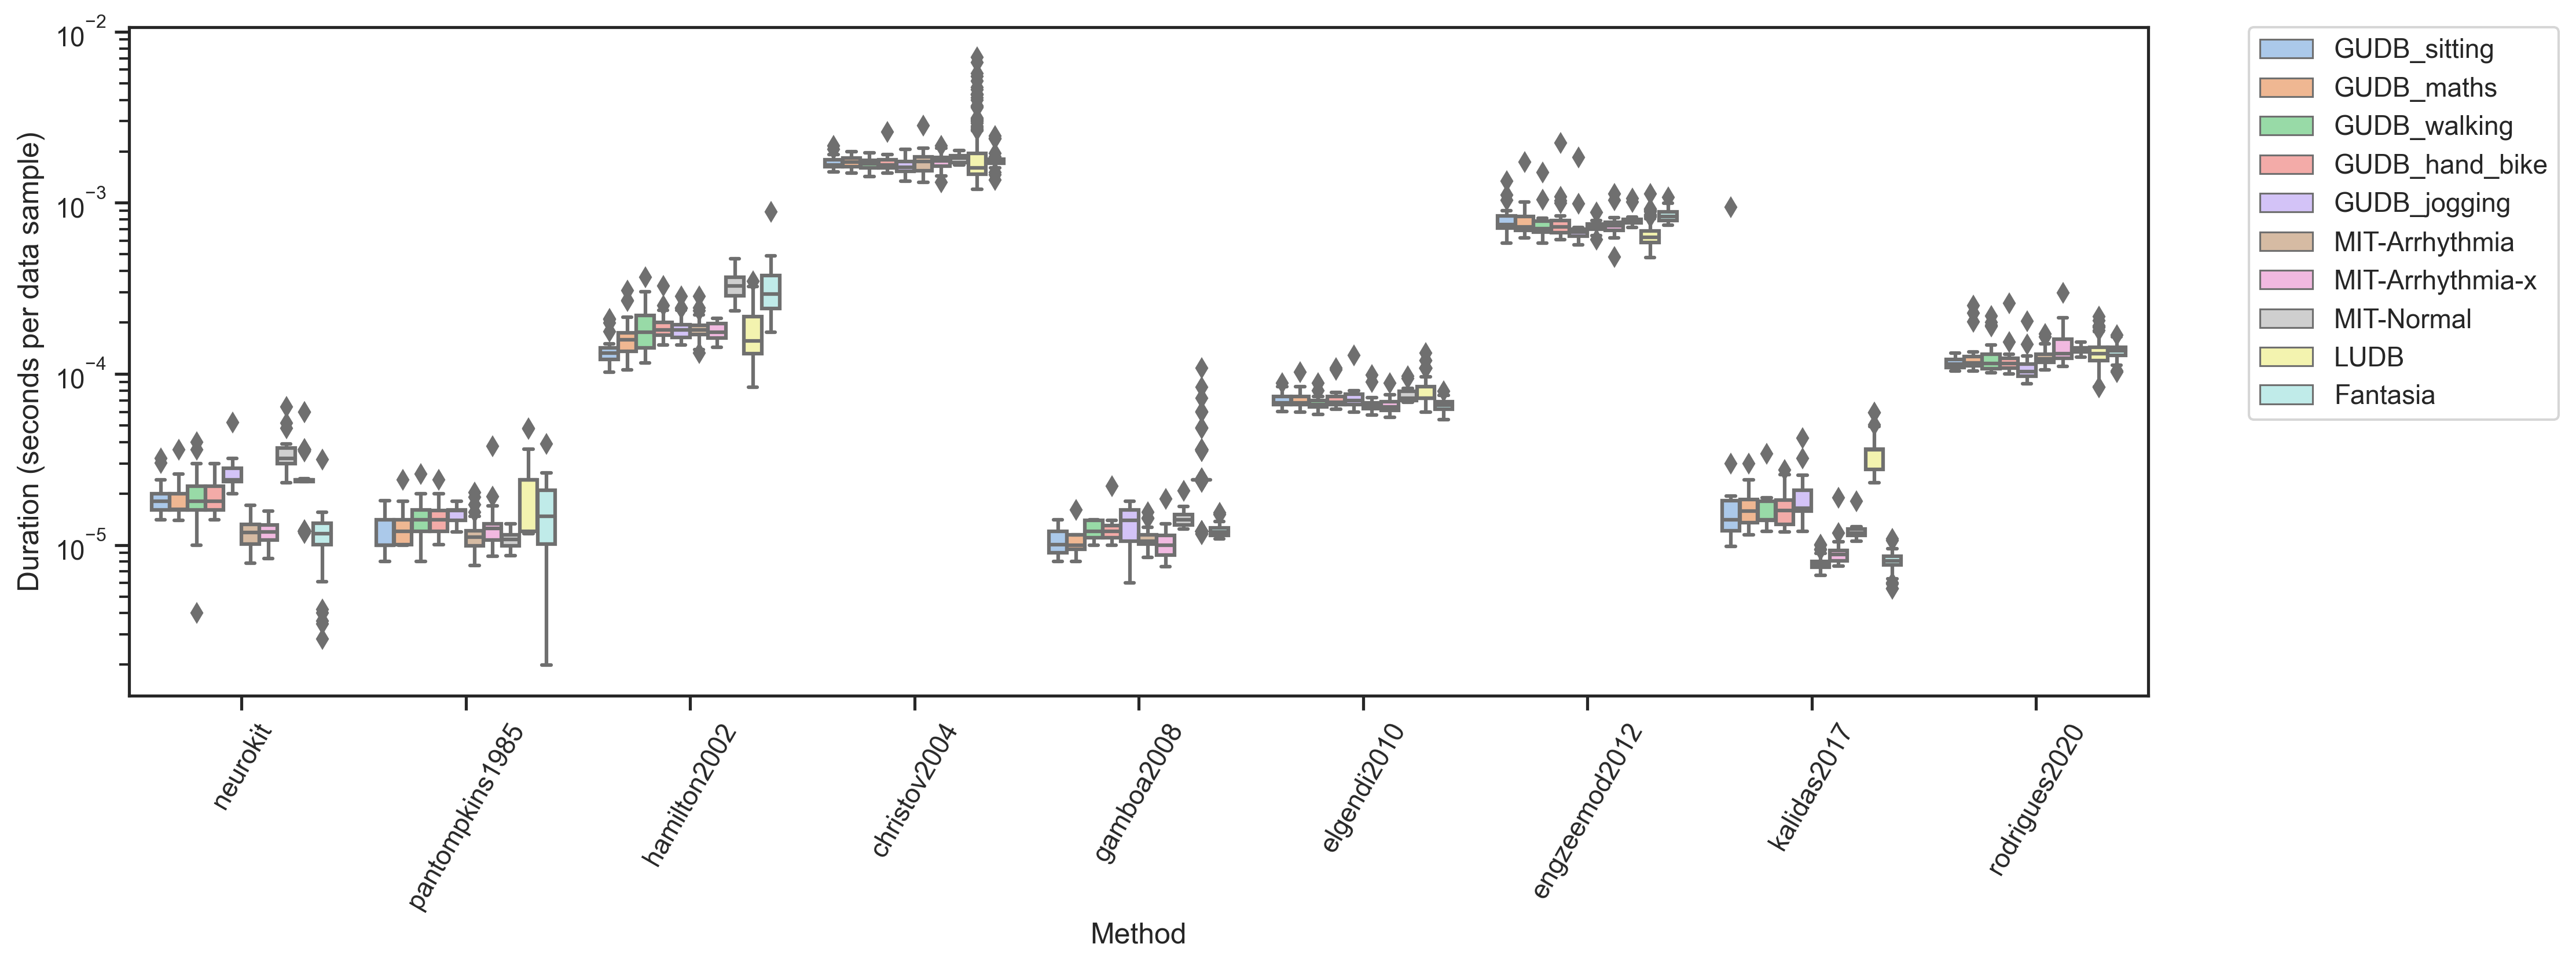 10−2
10−3
10−4
10−5
Duration (seconds per data sample)
neurokit
pantompkins1985
hamilton2002
christov2004
gamboa2008
elgendi2010
engzeemod2012
kalidas2017
rodrigues2020
Method
GUDB_sitting
GUDB_maths
GUDB_walking
GUDB_hand_bike
GUDB_jogging
MIT-Arrhythmia
MIT-Arrhythmia-x
MIT-Normal
LUDB
Fantasia